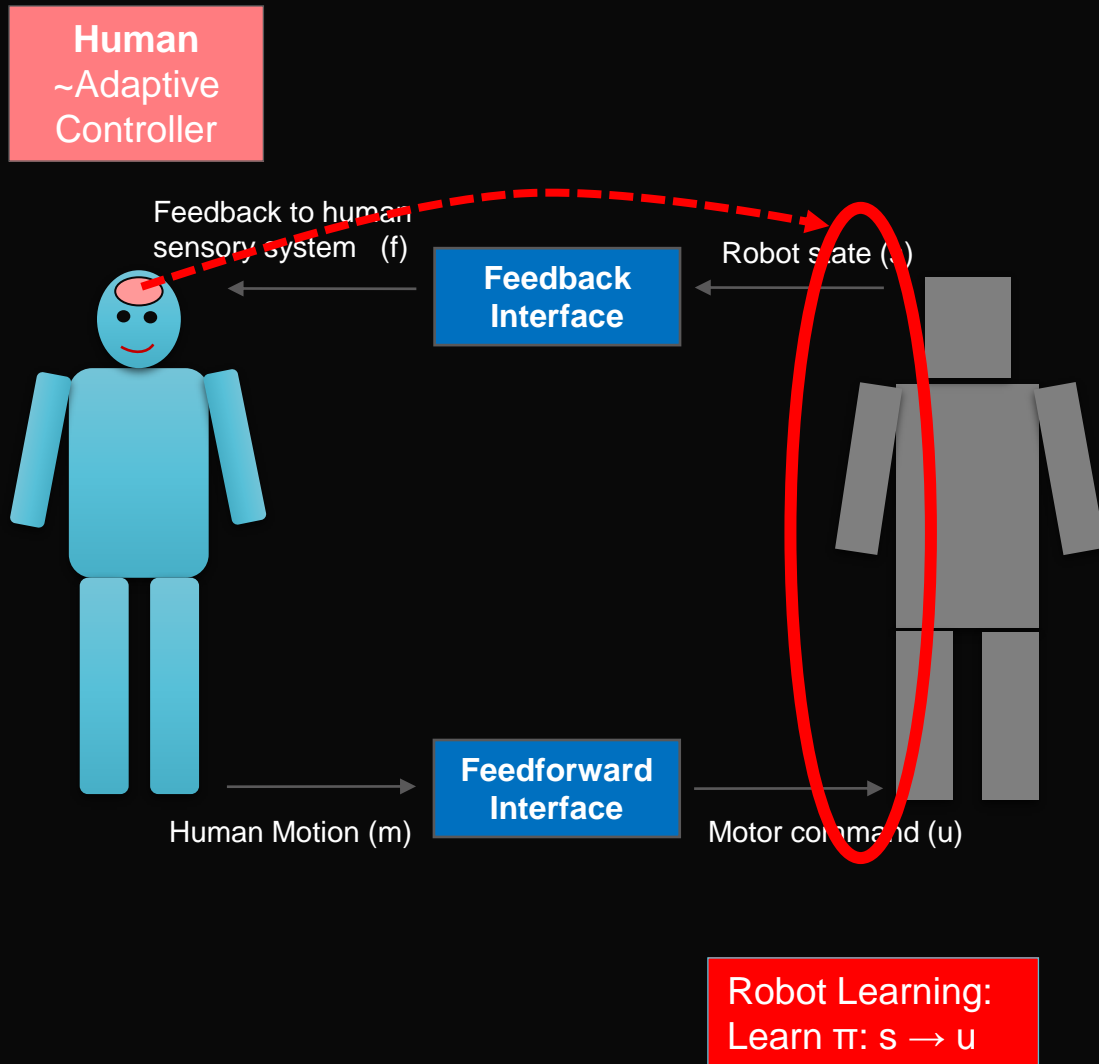 Human
~Adaptive
Controller
Feedback to human
sensory system (f)
Feedback
Interface
Robot state (s)
Feedforward
Interface
Human Motion (m)
Motor command (u)
Robot Learning:
Learn π: s → u